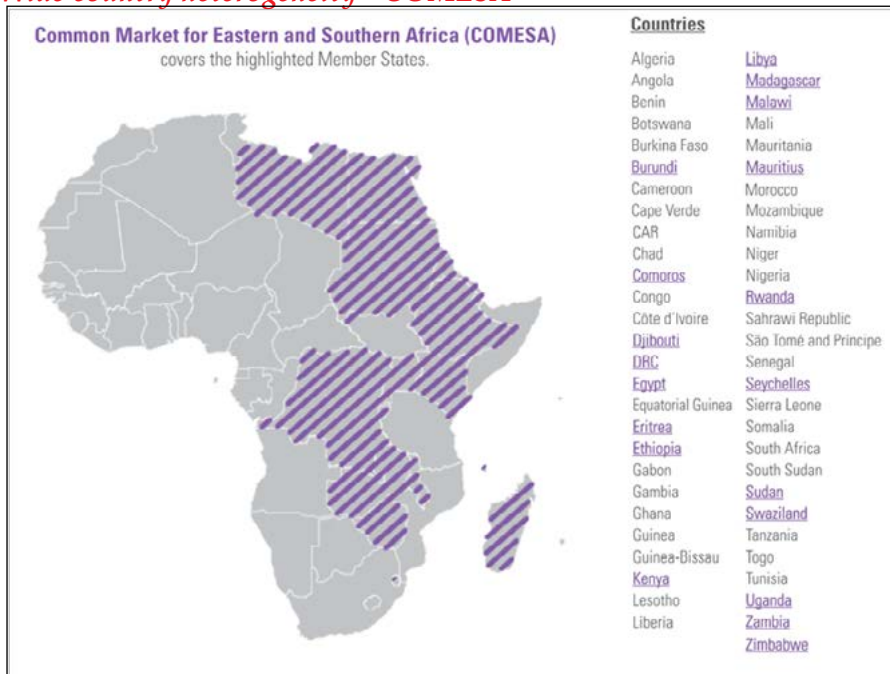 country heterogeneity - COMESA
Common Market for Eastern and Southern Africa (COMESA)
covers the highlighted Member States.
Countries
Algeria
Angola
Benin
Botswana
Burkina Faso
Burundi
Cameroon
Cape Verde
CAR
Chad
Comoros
Congo
Côte d'Ivoire
Djibouti
DRC
Egypt
Equatorial Guinea
Eritrea
Ethiopia
Gabon
Gambia
Ghana
Guinea
Guinea-Bissau
Kenya
Lesotho
Liberia
Libya
Madagascar
Malawi
Mali
Mauritania
Mauritius
Morocco
Mozambique
Namibia
Niger
Nigeria
Rwanda
Sahrawi Republic
São Tomé and Principe
Senegal
Seychelles
Sierra Leone
Somalia
South Africa
South Sudan
Sudan
Swaziland
Tanzania
Togo
Tunisia
Uganda
Zambia
Zimbabwe